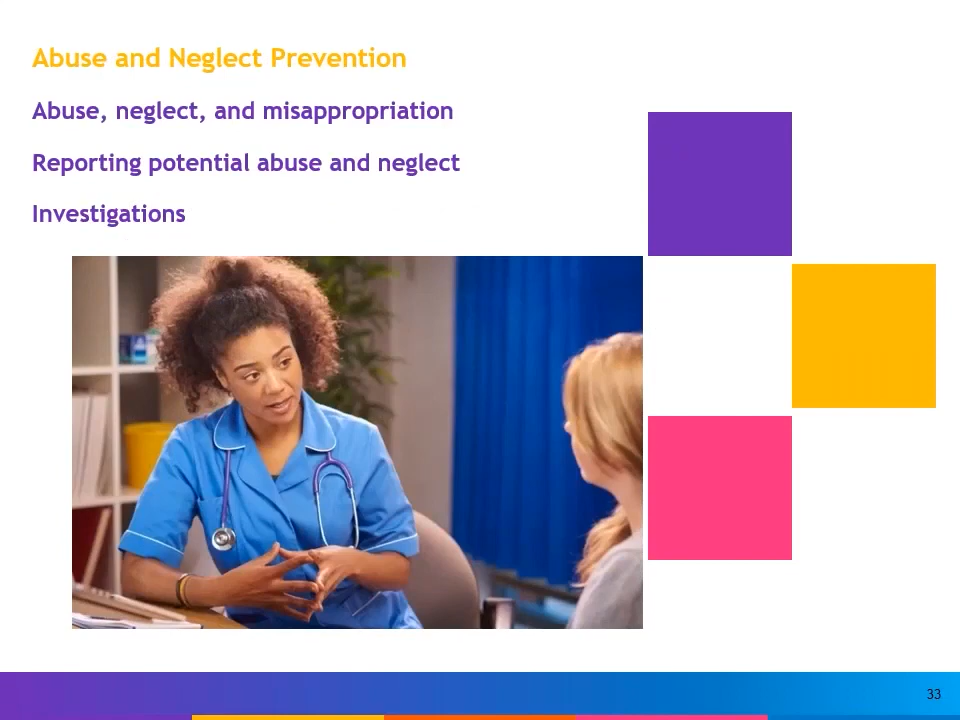 Abuse and Neglect Prevention
Abuse, neglect, and misappropriation
Reporting potential abuse and neglect
Investigations
33